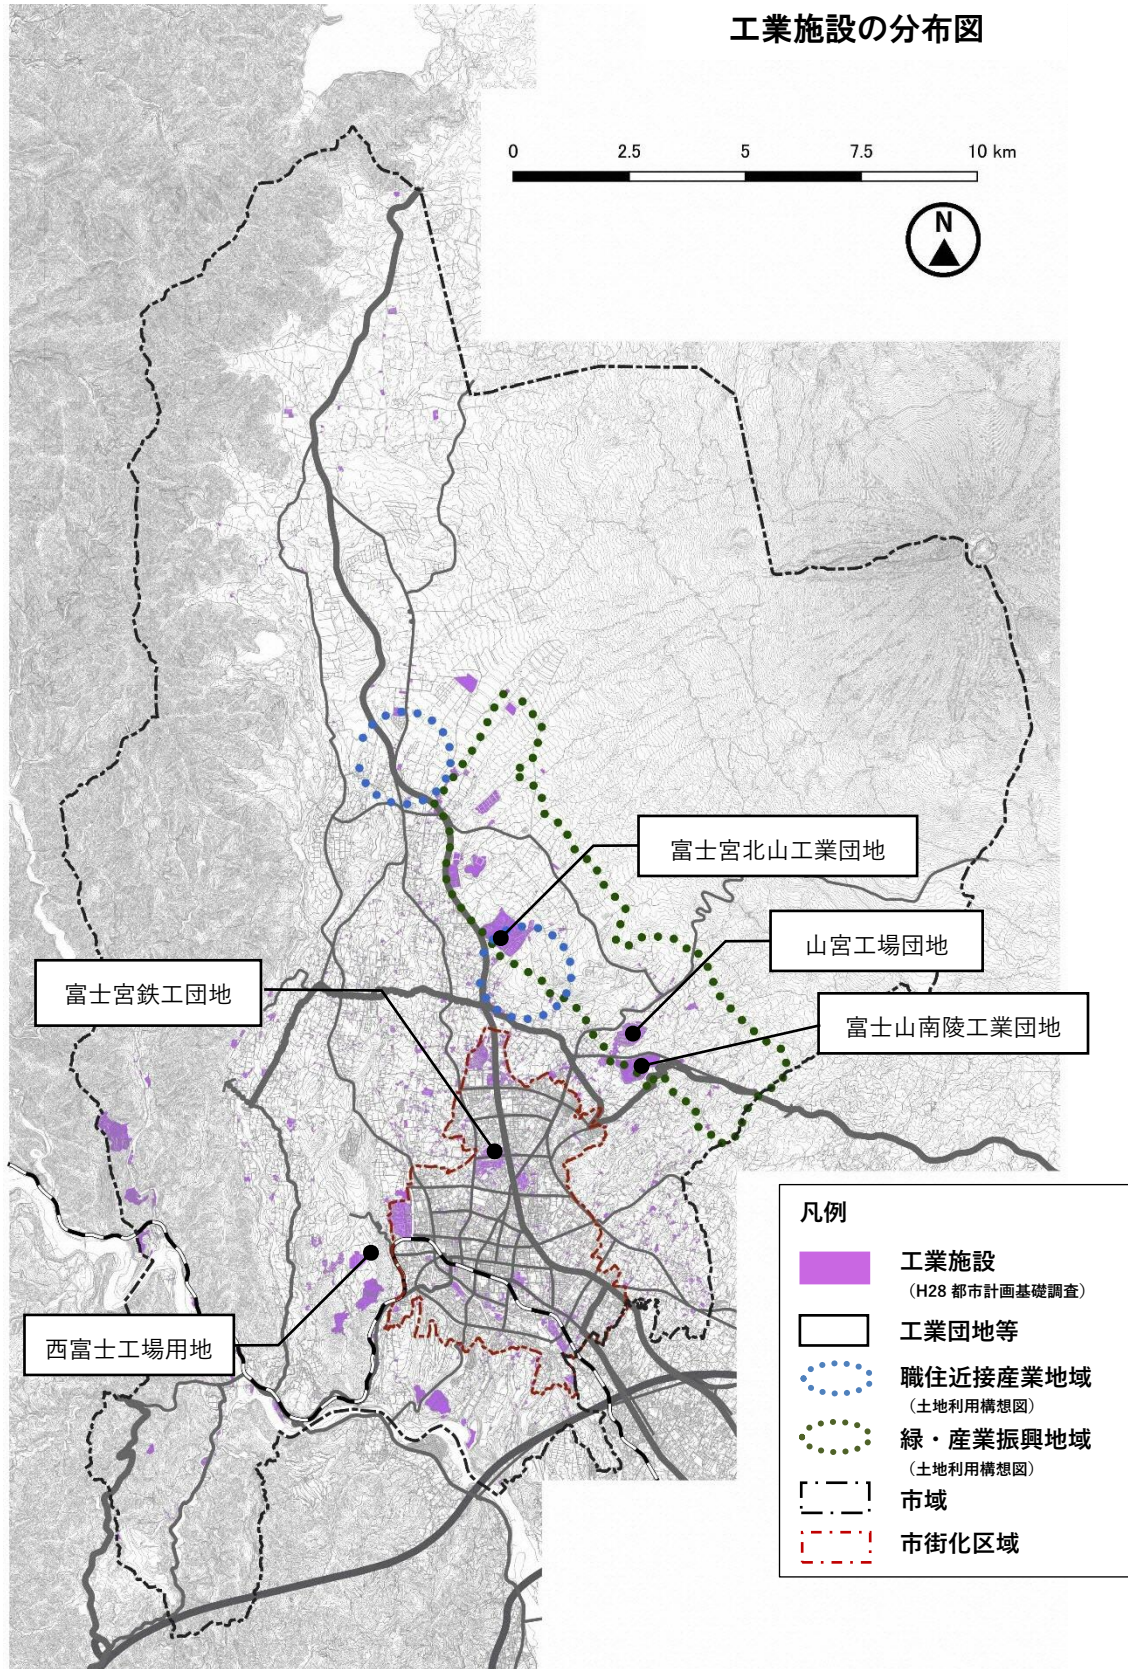 工業施設の分布図
0 2.5 5 7.5 10 km
N
富士宮北山工業団地
山宮工場団地
富士宮鉄工団地
富士山南陵工業団地
西富士工場用地
凡例
工業施設
（H28 都市計画基礎調査）
工業団地等
職住近接産業地域
（土地利用構想図）
緑・産業振興地域
（土地利用構想図）
市域
市街化区域